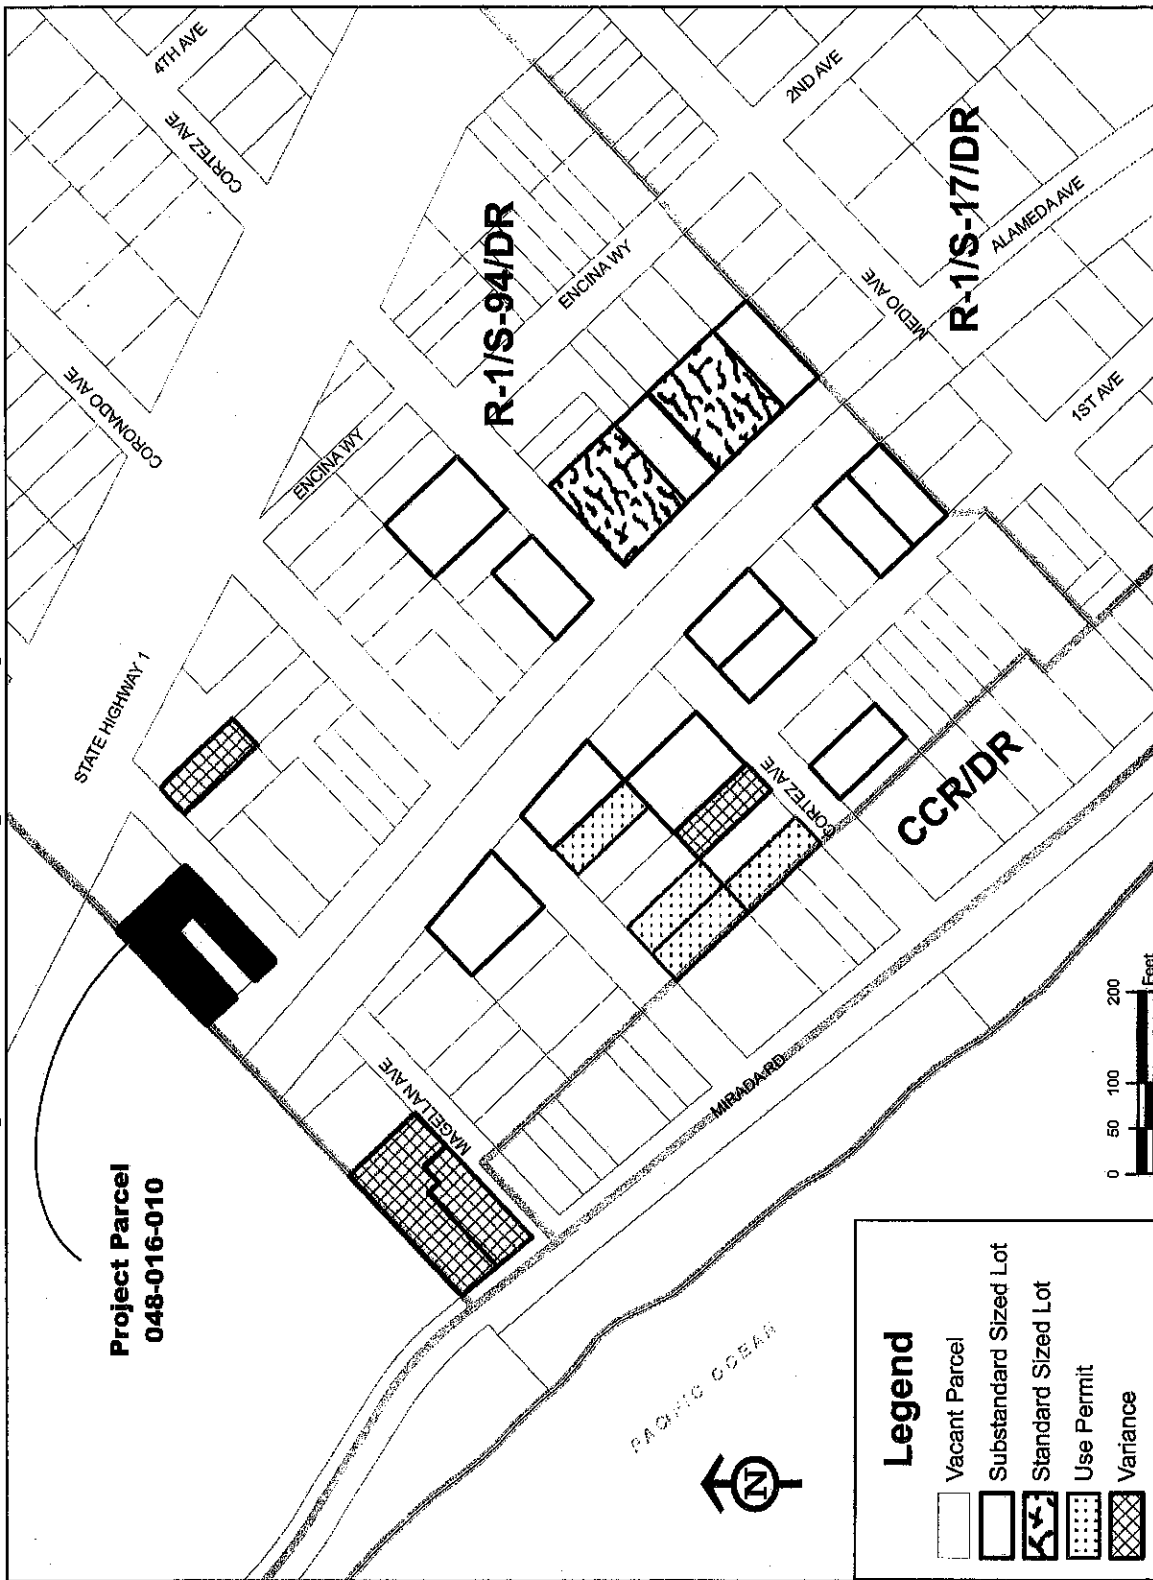 4TH AVE
CORTEZ AVE
2ND AVE
CORONADO AVE
R-1/S-94/DR
ENCINA WY
R-1/S-17/DR
ALAMEDA AVE
MEDIO AVE
ENCINA WY
1ST AVE
STATE HIGHWAY 1
CORTEZ AVE
CCR/DR
MAGELLAN AVE
MIRADA RD
Project Parcel
048-016-010
PACIFIC OCEAN
N
0 50 100 200
Feet
Legend
Vacant Parcel
Substandard Sized Lot
Standard Sized Lot
Use Permit
Variance